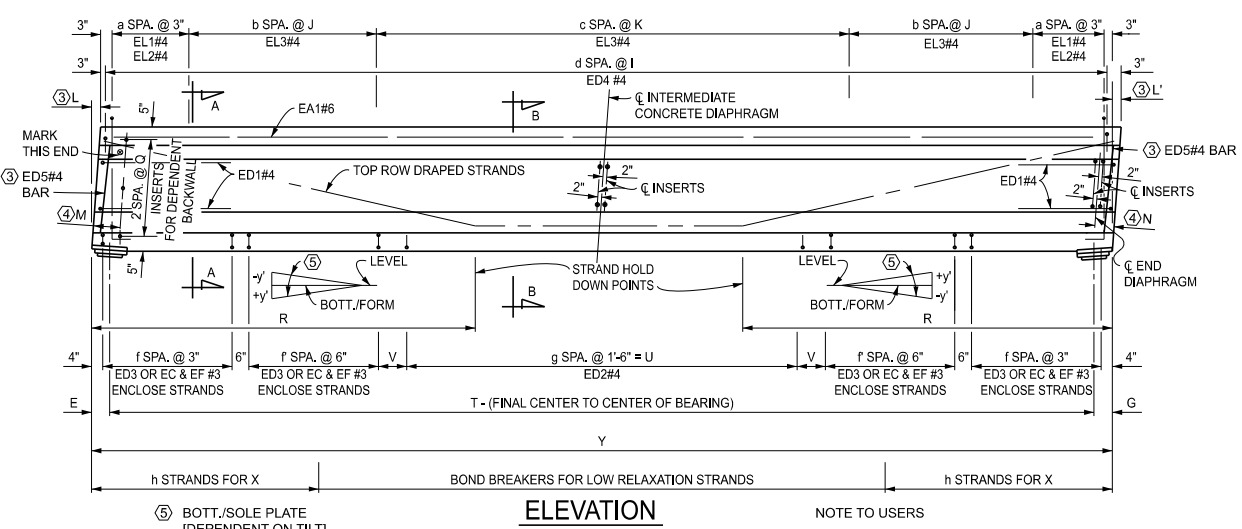 3"
a SPA. @ 3"
b SPA. @ J
c SPA. @ K
b SPA. @ J
a SPA. @ 3"
3"
EL1#4
EL2#4
EL3#4
EL3#4
EL3#4
EL1#4
EL2#4
3"
d SPA. @ I
3"
ED4 #4
3 L
5"
A
EA1#6
B
℄ INTERMEDIATE
CONCRETE DIAPHRAGM
3 L'
MARK
THIS END
3 ED5#4
BAR
2 SPA. @ Q
INSERTS
FOR DEPENDENT
BACKWALL
ED1#4
TOP ROW DRAPED STRANDS
2"
℄ INSERTS
2"
ED1#4
3 ED5#4 BAR
2"
℄ INSERTS
2"
4 M
4 N
5"
A
B
℄ END
DIAPHRAGM
-y'
+y'
5
LEVEL
BOTT./FORM
STRAND HOLD
DOWN POINTS
LEVEL
5
BOTT./FORM
+y'
-y'
R
R
4"
f SPA. @ 3"
6"
f' SPA. @ 6"
V
g SPA. @ 1'-6" = U
V
f' SPA. @ 6"
6"
f SPA. @ 3"
4"
ED3 OR EC & EF #3
ENCLOSE STRANDS
ED3 OR EC & EF #3
ENCLOSE STRANDS
ED2#4
ED3 OR EC & EF #3
ENCLOSE STRANDS
ED3 OR EC & EF #3
ENCLOSE STRANDS
E
T - (FINAL CENTER TO CENTER OF BEARING)
G
Y
h STRANDS FOR X
BOND BREAKERS FOR LOW RELAXATION STRANDS
h STRANDS FOR X
5 BOTT./SOLE PLATE
[DEPENDENT ON TILT]
ELEVATION
NOTE TO USERS